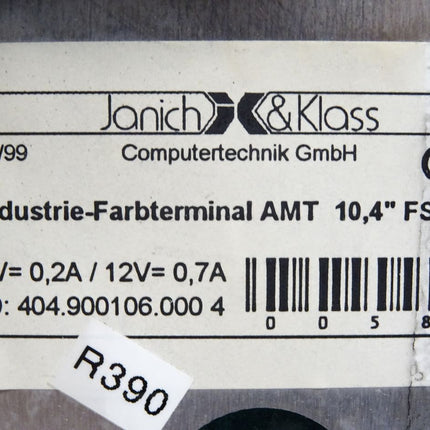 Janich & Klass
/99 Computertechnik GmbH
dustrie-Farbterminal AMT 10,4" FS
V= 0,2A / 12V= 0,7A
: 404.900106.000 4
0 0 5 8
R390